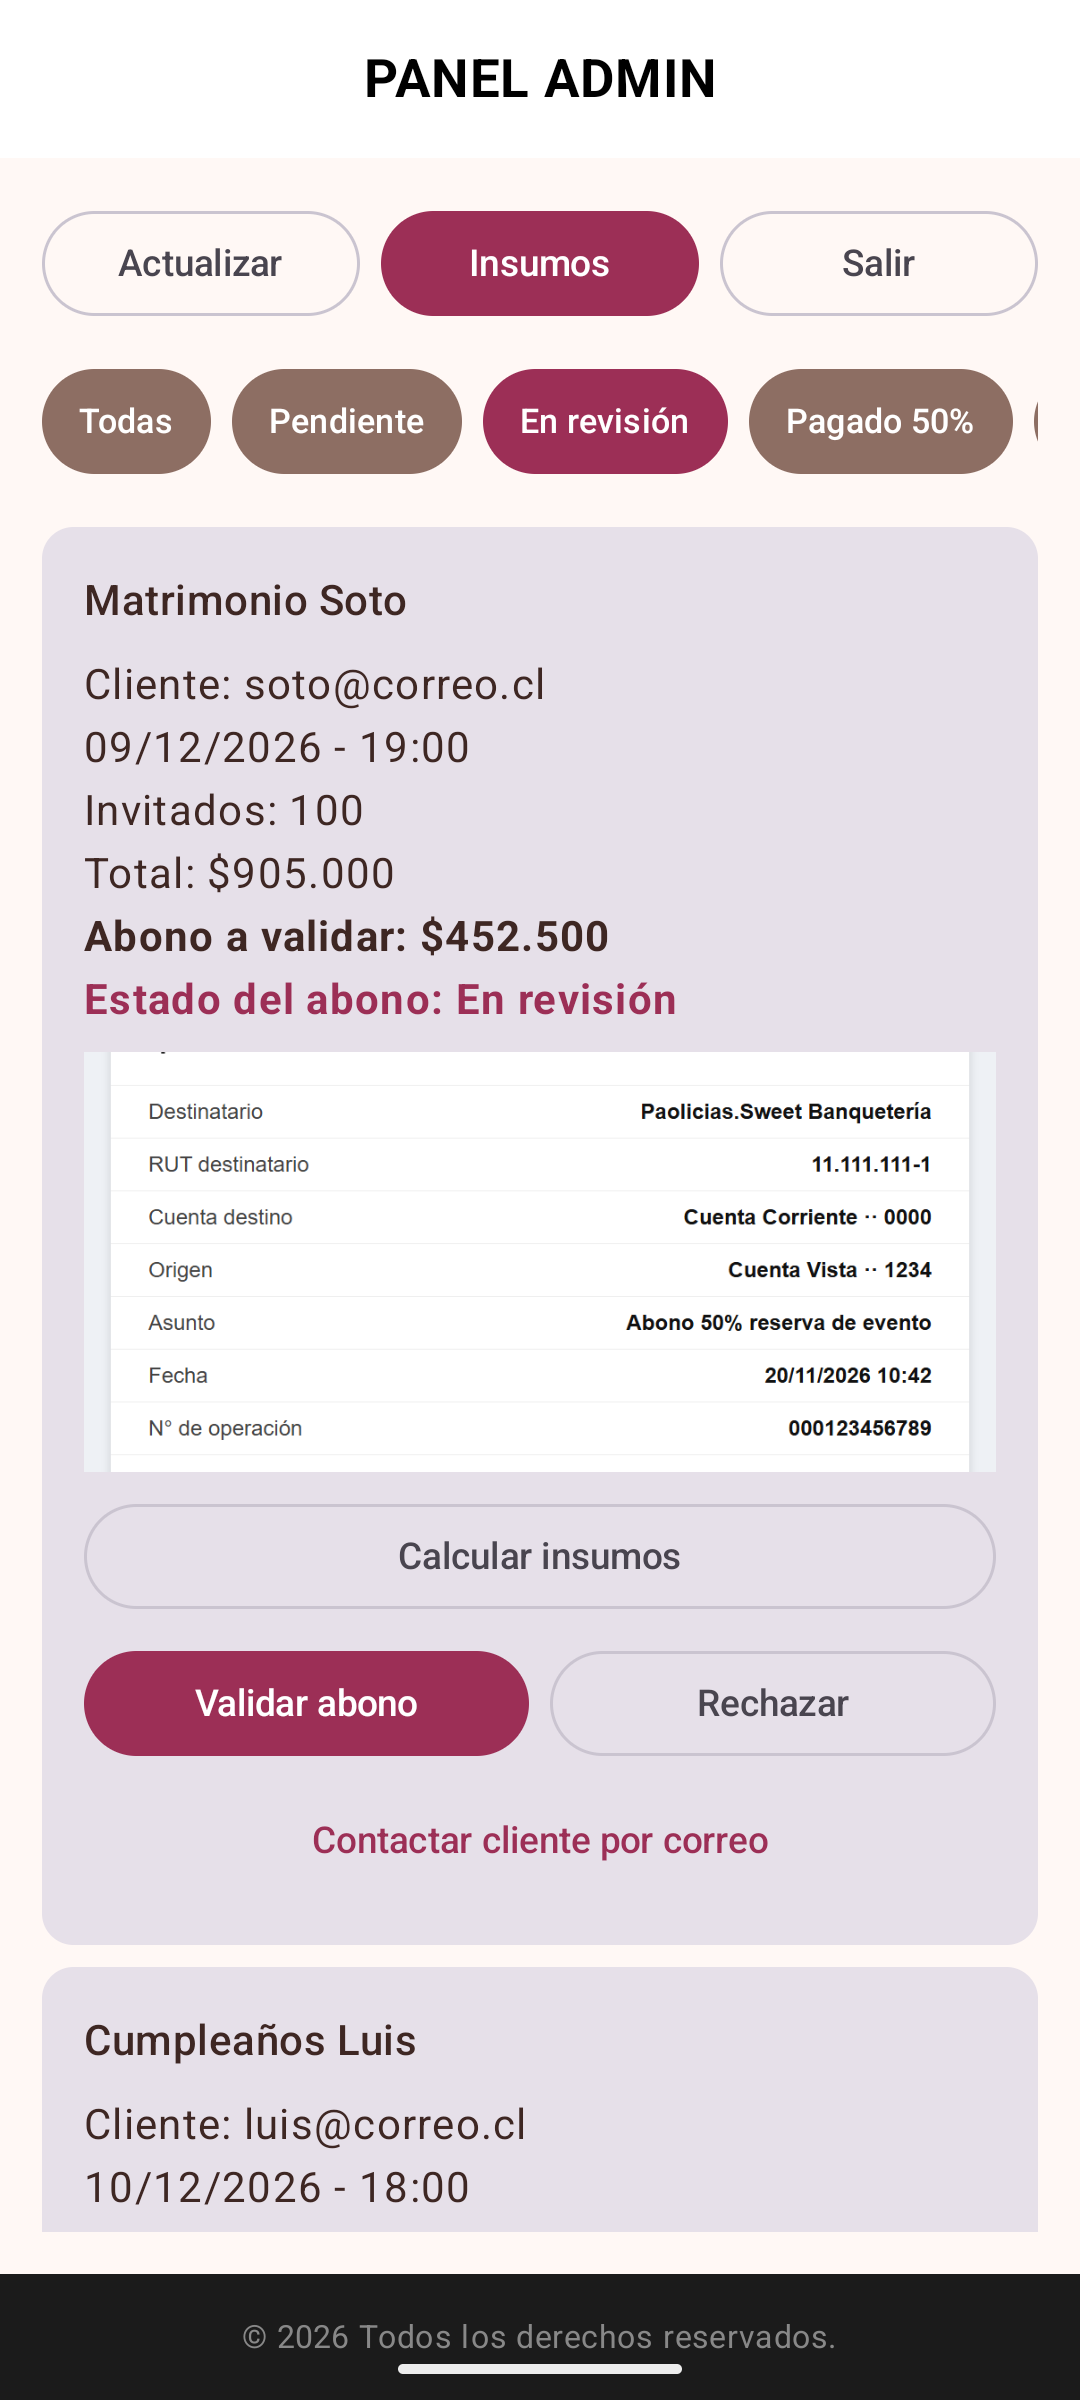 PANEL ADMIN
Actualizar
Insumos
Salir
Todas
Pendiente
En revisión
Pagado 50%
Matrimonio Soto
Cliente: soto@correo.cl
09/12/2026 - 19:00
Invitados: 100
Total: $905.000
Abono a validar: $452.500
Estado del abono: En revisión
Destinatario Paolicias.Sweet Banquetería
RUT destinatario 11.111.111-1
Cuenta destino Cuenta Corriente ·· 0000
Origen Cuenta Vista ·· 1234
Asunto Abono 50% reserva de evento
Fecha 20/11/2026 10:42
N° de operación 000123456789
Calcular insumos
Validar abono
Rechazar
Contactar cliente por correo
Cumpleaños Luis
Cliente: luis@correo.cl
10/12/2026 - 18:00
© 2026 Todos los derechos reservados.